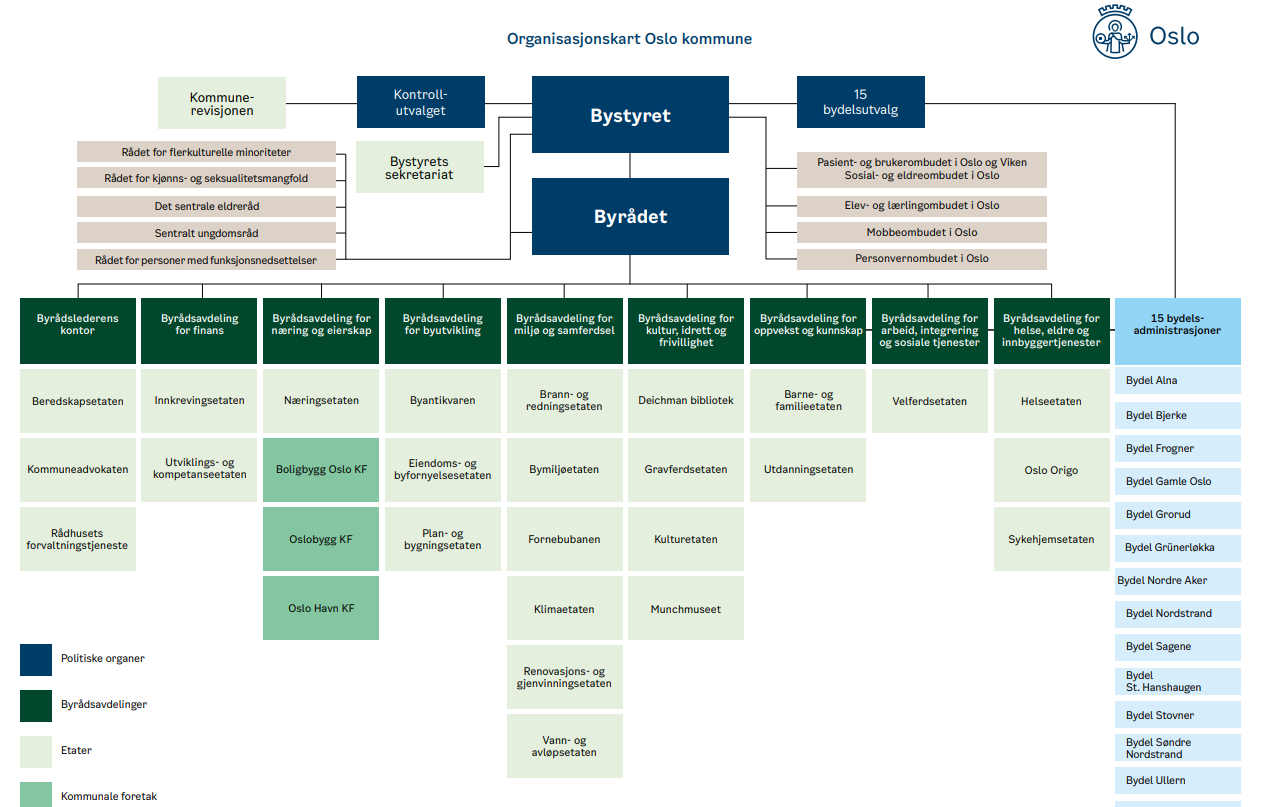 Oslo
Organisasjonskart Oslo kommune
Kommune-
revisjonen
Kontroll-
utvalget
Bystyret
15
bydelsutvalg
Rådet for flerkulturelle minoriteter
Rådet for kjønns- og seksualitetsmangfold
Det sentrale eldreråd
Sentralt ungdomsråd
Rådet for personer med funksjonsnedsettelser
Bystyrets
sekretariat
Byrådet
Pasient- og brukerombudet i Oslo og Viken
Sosial- og eldreombudet i Oslo
Elev- og lærlingombudet i Oslo
Mobbeombudet i Oslo
Personvernombudet i Oslo
Byrådslederens
kontor
Beredskapsetaten
Kommuneadvokaten
Rådhusets
forvaltningstjeneste
Byrådsavdeling
for finans
Innkrevingsetaten
Utviklings- og
kompetanseetaten
Byrådsavdeling for
næring og eierskap
Næringsetaten
Boligbygg Oslo KF
Oslobygg KF
Oslo Havn KF
Byrådsavdeling
for byutvikling
Byantikvaren
Eiendoms- og
byfornyelsesetaten
Plan- og
bygningsetaten
Byrådsavdeling for
miljø og samferdsel
Brann- og
redningsetaten
Bymiljøetaten
Fornebubanen
Klimaetaten
Renovasjons- og
gjenvinningsetaten
Vann- og
avløpsetaten
Byrådsavdeling for
kultur, idrett og
frivillighet
Deichman bibliotek
Gravferdsetaten
Kulturetaten
Munchmuseet
Byrådsavdeling for
oppvekst og kunnskap
Barne- og
familieetaten
Utdanningsetaten
Byrådsavdeling for
arbeid, integrering
og sosiale tjenester
Velferdsetaten
Byrådsavdeling for
helse, eldre og
innbyggertjenester
Helseetaten
Oslo Origo
Sykehjemsetaten
15 bydels-
administrasjoner
Bydel Alna
Bydel Bjerke
Bydel Frogner
Bydel Gamle Oslo
Bydel Grorud
Bydel Grünerløkka
Bydel Nordre Aker
Bydel Nordstrand
Bydel Sagene
Bydel
St. Hanshaugen
Bydel Stovner
Bydel Søndre
Nordstrand
Bydel Ullern
Politiske organer
Byrådsavdelinger
Etater
Kommunale foretak